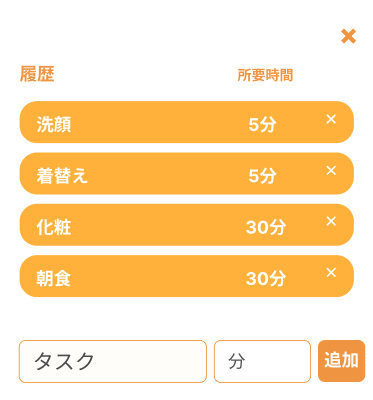 履歴 所要時間
洗顔 5分 ×
着替え 5分 ×
化粧 30分 ×
朝食 30分 ×
タスク 分 追加